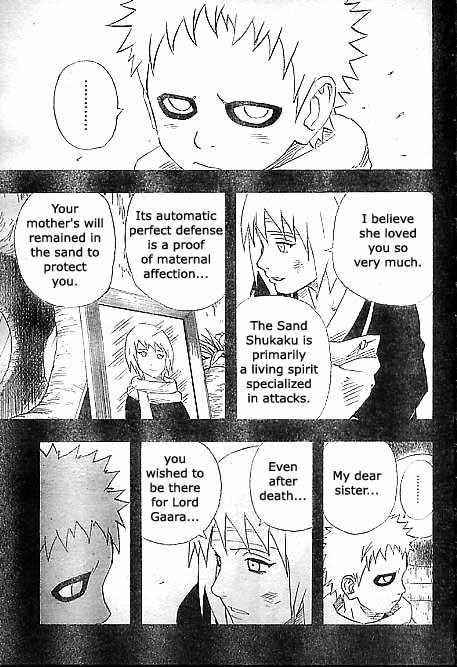 ..........
I believe
she loved
you so
very much.
The Sand
Shukaku is
primarily
a living spirit
specialized
in attacks.
Its automatic
perfect defense
is a proof
of maternal
affection...
Your
mother's will
remained in
the sand to
protect
you.
........
My dear
sister...
Even
after
death...
you
wished to
be there
for Lord
Gaara...